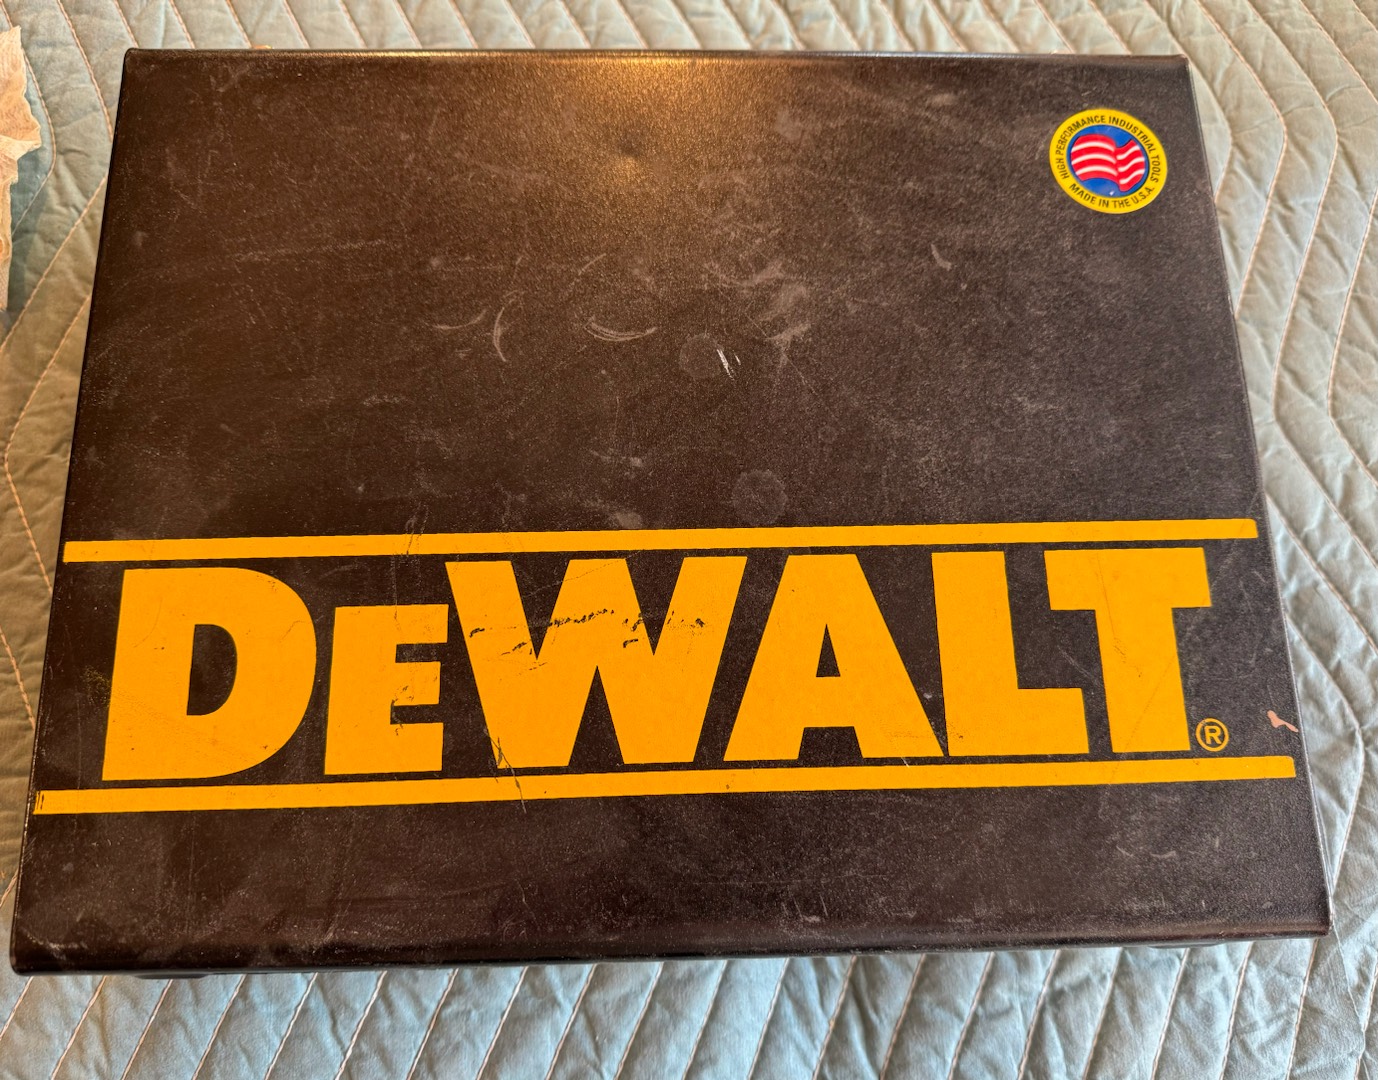 HIGH PERFORMANCE INDUSTRIAL TOOLS
MADE IN THE U.S.A.
DEWALT®